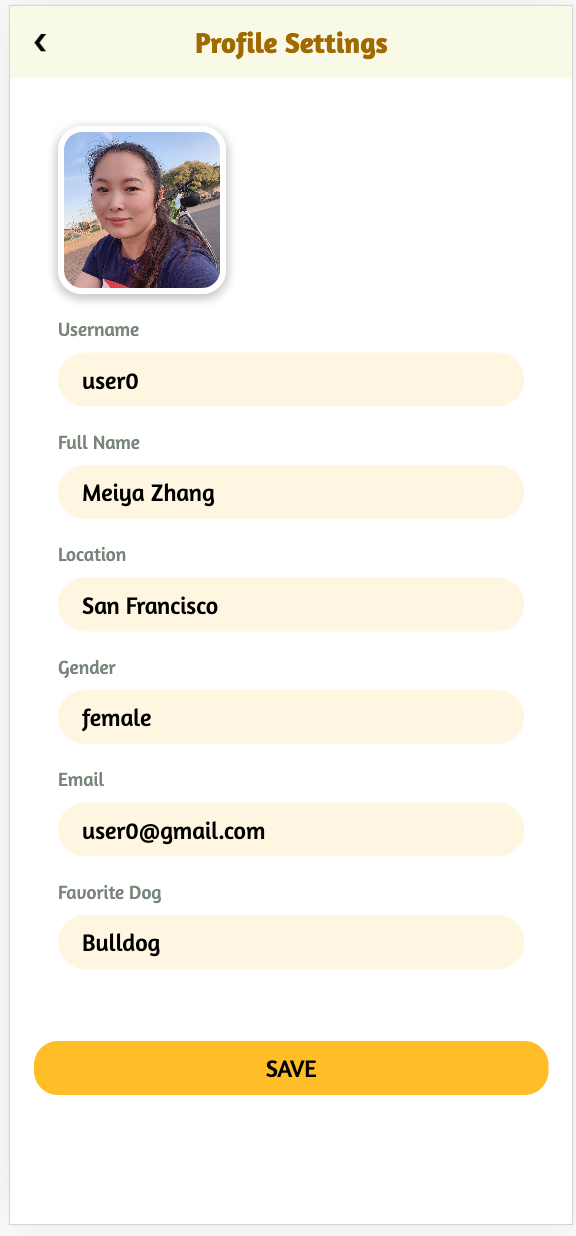 Profile Settings
Username
user0
Full Name
Meiya Zhang
Location
San Francisco
Gender
female
Email
user0@gmail.com
Favorite Dog
Bulldog
SAVE